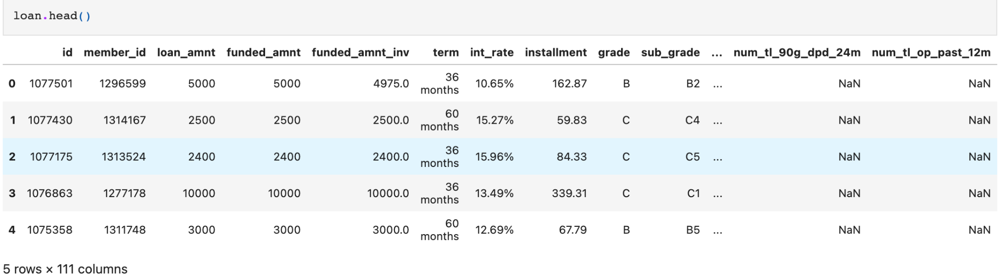 loan.head()
id member_id loan_amnt funded_amnt funded_amnt_inv term int_rate installment grade sub_grade ... num_tl_90g_dpd_24m num_tl_op_past_12m
0 1077501 1296599 5000 5000 4975.0 36 months 10.65% 162.87 B B2 ... NaN NaN
1 1077430 1314167 2500 2500 2500.0 60 months 15.27% 59.83 C C4 ... NaN NaN
2 1077175 1313524 2400 2400 2400.0 36 months 15.96% 84.33 C C5 ... NaN NaN
3 1076863 1277178 10000 10000 10000.0 36 months 13.49% 339.31 C C1 ... NaN NaN
4 1075358 1311748 3000 3000 3000.0 60 months 12.69% 67.79 B B5 ... NaN NaN
5 rows × 111 columns